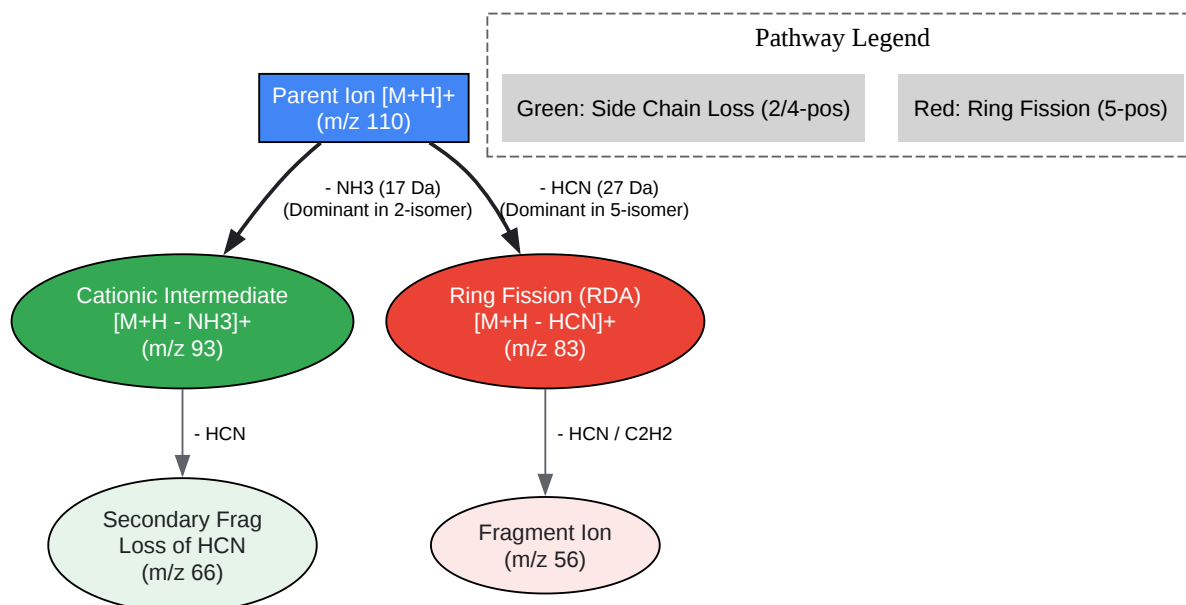 Pathway Legend
Green: Side Chain Loss (2/4-pos)
Red: Ring Fission (5-pos)
Parent Ion [M+H]+
(m/z 110)
- NH3 (17 Da)
(Dominant in 2-isomer)
- HCN (27 Da)
(Dominant in 5-isomer)
Cationic Intermediate
[M+H - NH3]+
(m/z 93)
Ring Fission (RDA)
[M+H - HCN]+
(m/z 83)
- HCN
- HCN / C2H2
Secondary Frag
Loss of HCN
(m/z 66)
Fragment Ion
(m/z 56)